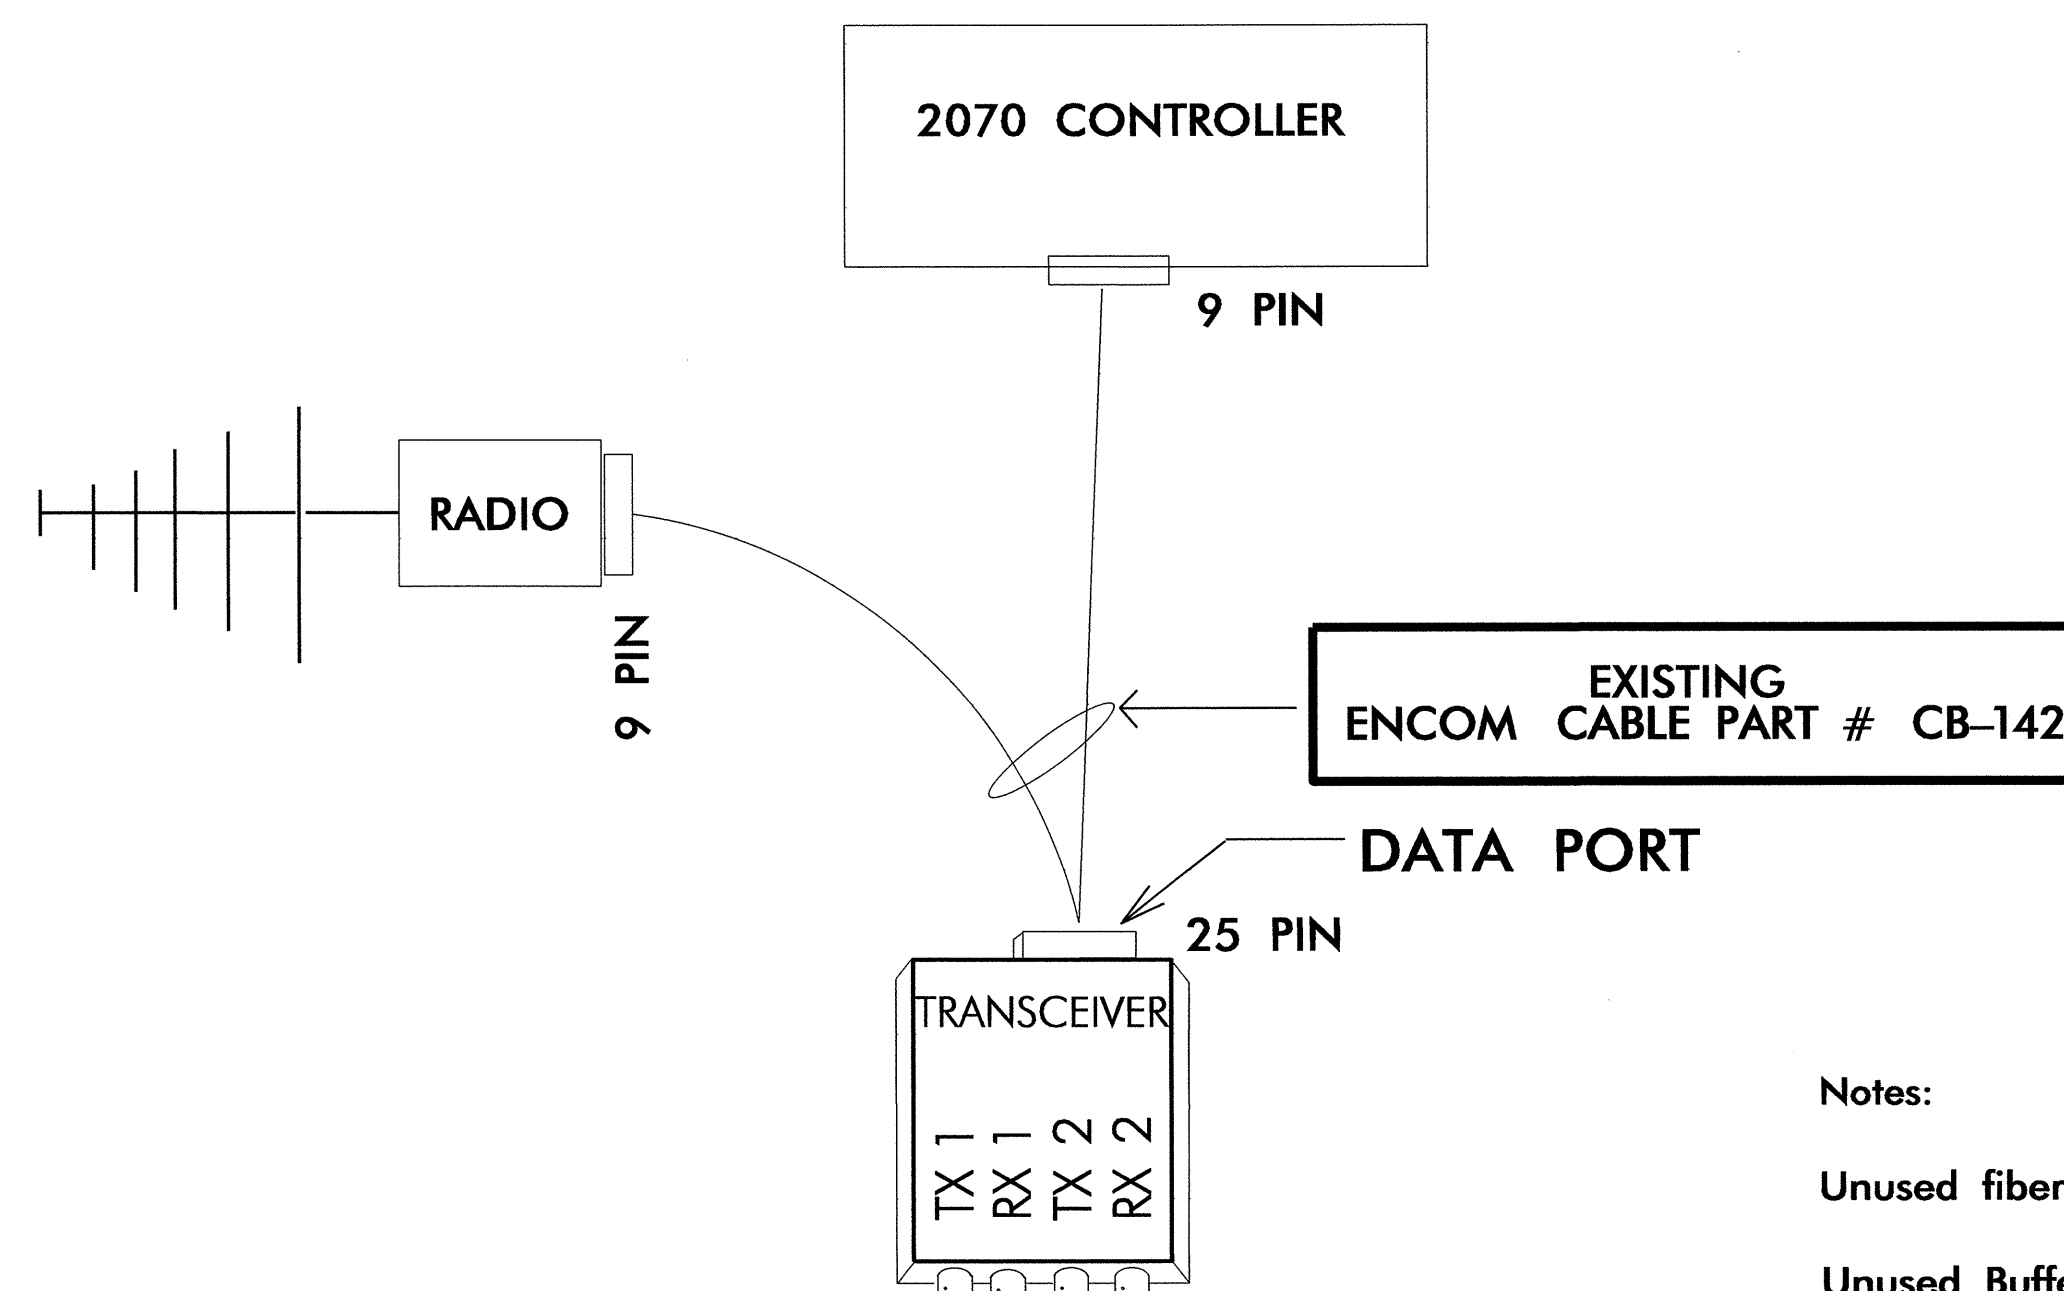 2070 CONTROLLER
9 PIN
RADIO
9 PIN
EXISTING
ENCOM CABLE PART # CB–142
DATA PORT
25 PIN
TRANSCEIVER
TX 1
RX 1
TX 2
RX 2
Notes:
Unused fiber
Unused